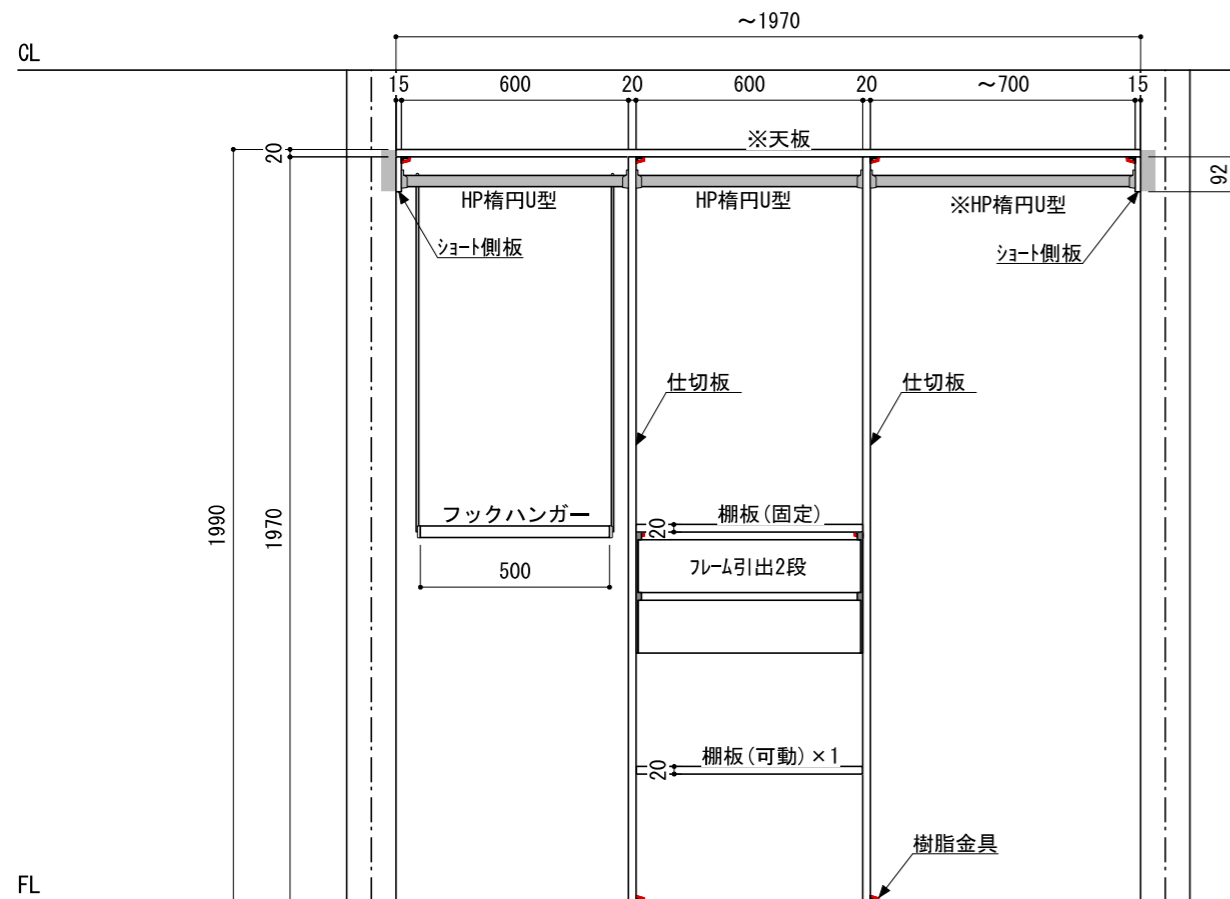 ～1970
CL
15
600
20
600
20
～700
15
※天板
20
92
HP楕円U型
HP楕円U型
※HP楕円U型
ｼｮｰﾄ側板
ｼｮｰﾄ側板
仕切板
仕切板
1990
1970
フックハンガー
棚板(固定)
20
500
ﾌﾚｰﾑ引出2段
棚板(可動)×1
20
樹脂金具
FL